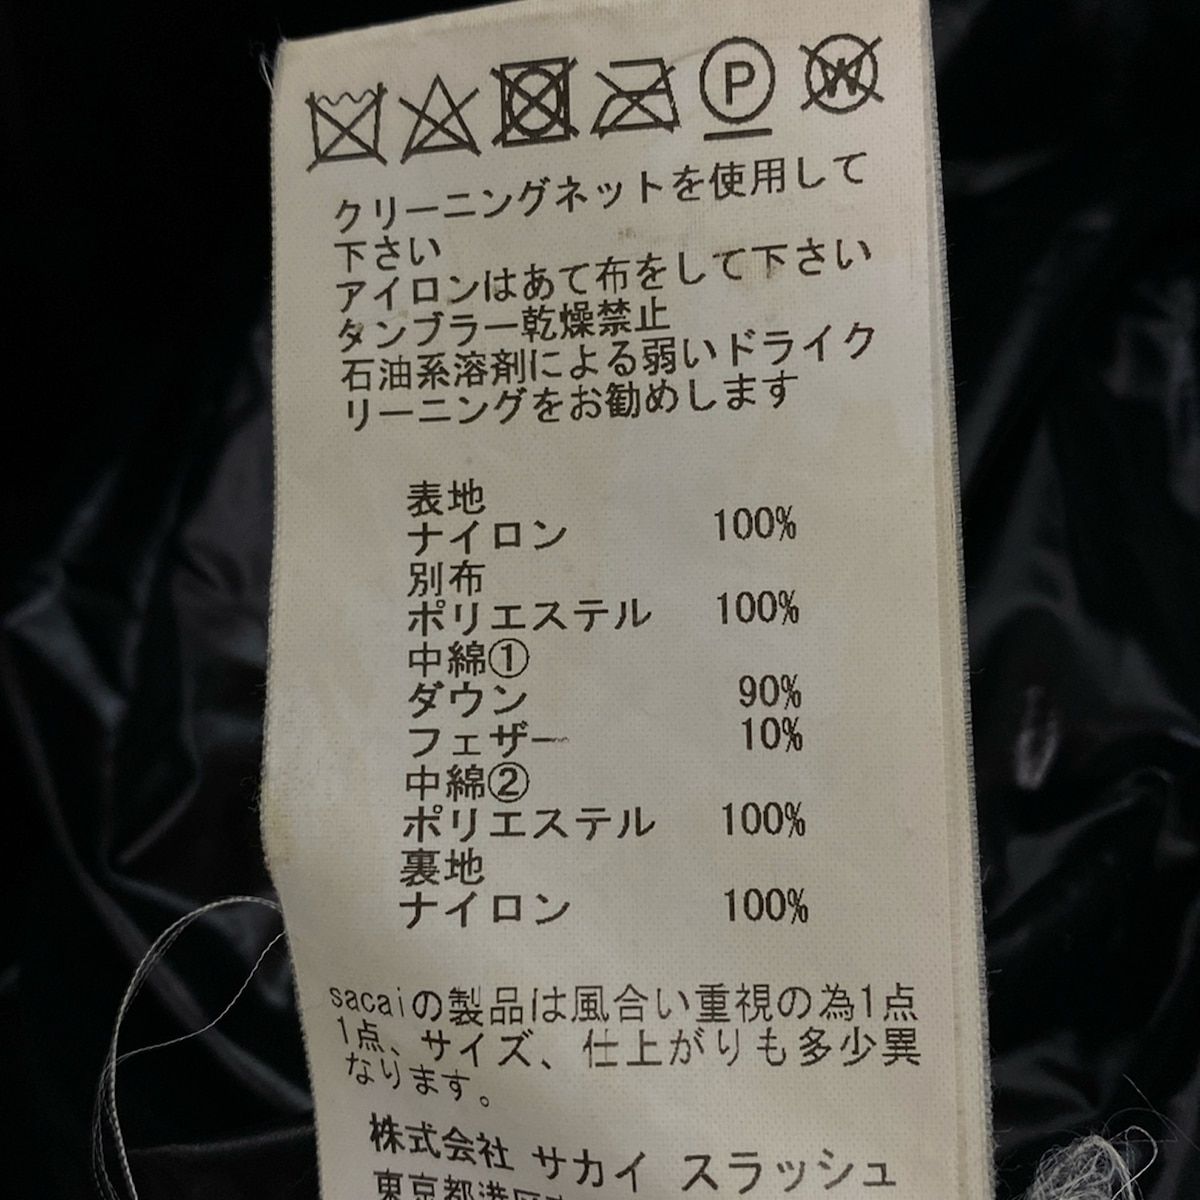 P W
クリーニングネットを使用して
下さい
アイロンはあて布をして下さい
タンブラー乾燥禁止
石油系溶剤による弱いドライク
リーニングをお勧めします
表地
ナイロン 100%
別布
ポリエステル 100%
中綿①
ダウン 90%
フェザー 10%
中綿②
ポリエステル 100%
裏地
ナイロン 100%
sacaiの製品は風合い重視の為1点
1点、サイズ、仕上がりも多少異
なります。
株式会社 サカイ スラッシュ
東京都港区